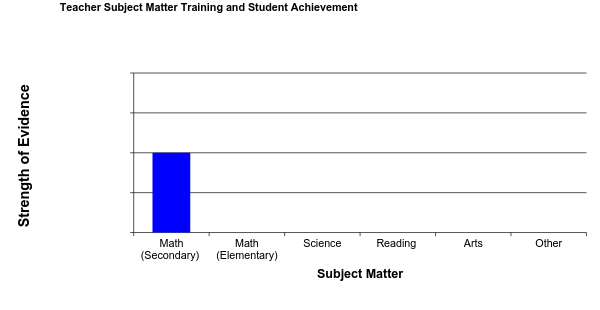 Teacher Subject Matter Training and Student Achievement
Strength of Evidence
Math
(Secondary)
Math
(Elementary)
Science
Reading
Arts
Other
Subject Matter